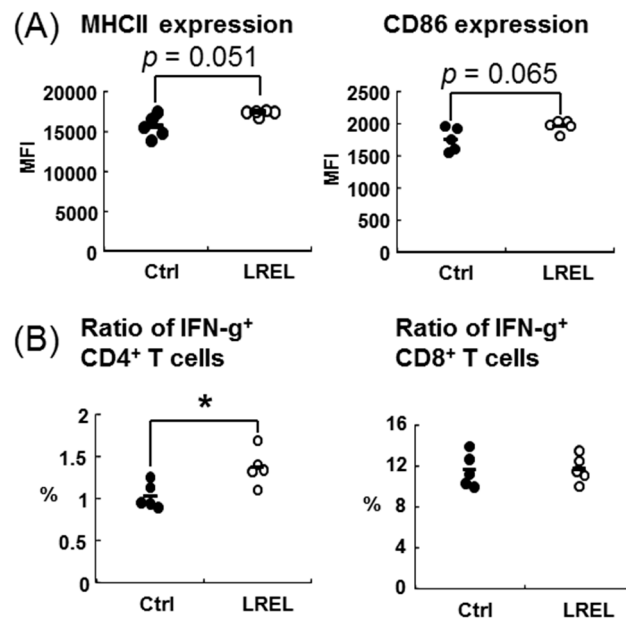 (A) MHCII expression
CD86 expression
p = 0.051
p = 0.065
20000
15000
10000
5000
0
MFI
Ctrl
LREL
2500
2000
1500
1000
500
0
MFI
Ctrl
LREL
(B) Ratio of IFN-g+
CD4+ T cells
Ratio of IFN-g+
CD8+ T cells
*
2
1.5
1
0.5
0
%
Ctrl
LREL
16
12
8
4
0
%
Ctrl
LREL